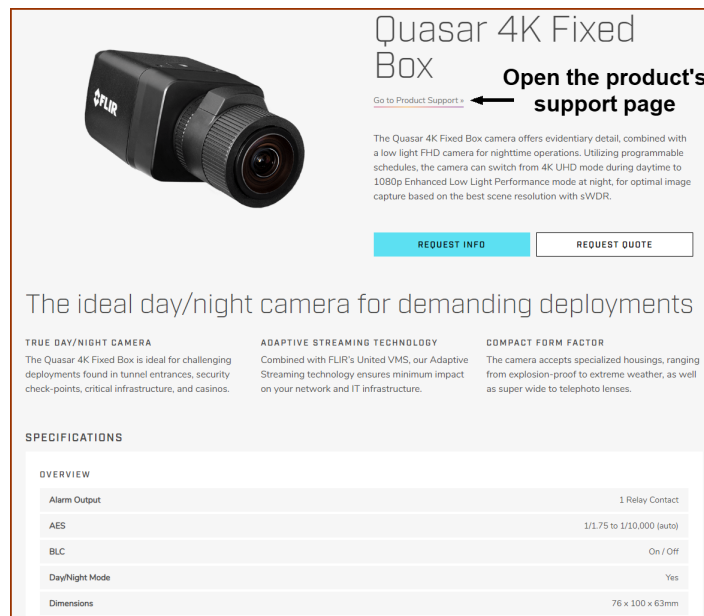 Quasar 4K Fixed
Box
Go to Product Support »
Open the product's
support page
The Quasar 4K Fixed Box camera offers evidentiary detail, combined with
a low light FHD camera for nighttime operations. Utilizing programmable
schedules, the camera can switch from 4K UHD mode during daytime to
1080p Enhanced Low Light Performance mode at night, for optimal image
capture based on the best scene resolution with sWDR.
FLIR
REQUEST INFO
REQUEST QUOTE
The ideal day/night camera for demanding deployments
TRUE DAY/NIGHT CAMERA
The Quasar 4K Fixed Box is ideal for challenging
deployments found in tunnel entrances, security
check-points, critical infrastructure, and casinos.
ADAPTIVE STREAMING TECHNOLOGY
Combined with FLIR's United VMS, our Adaptive
Streaming technology ensures minimum impact
on your network and IT infrastructure.
COMPACT FORM FACTOR
The camera accepts specialized housings, ranging
from explosion-proof to extreme weather, as well
as super wide to telephoto lenses.
SPECIFICATIONS
OVERVIEW
Alarm Output 1 Relay Contact
AES 1/1.75 to 1/10,000 (auto)
BLC On / Off
Day/Night Mode Yes
Dimensions 76 x 100 x 63mm